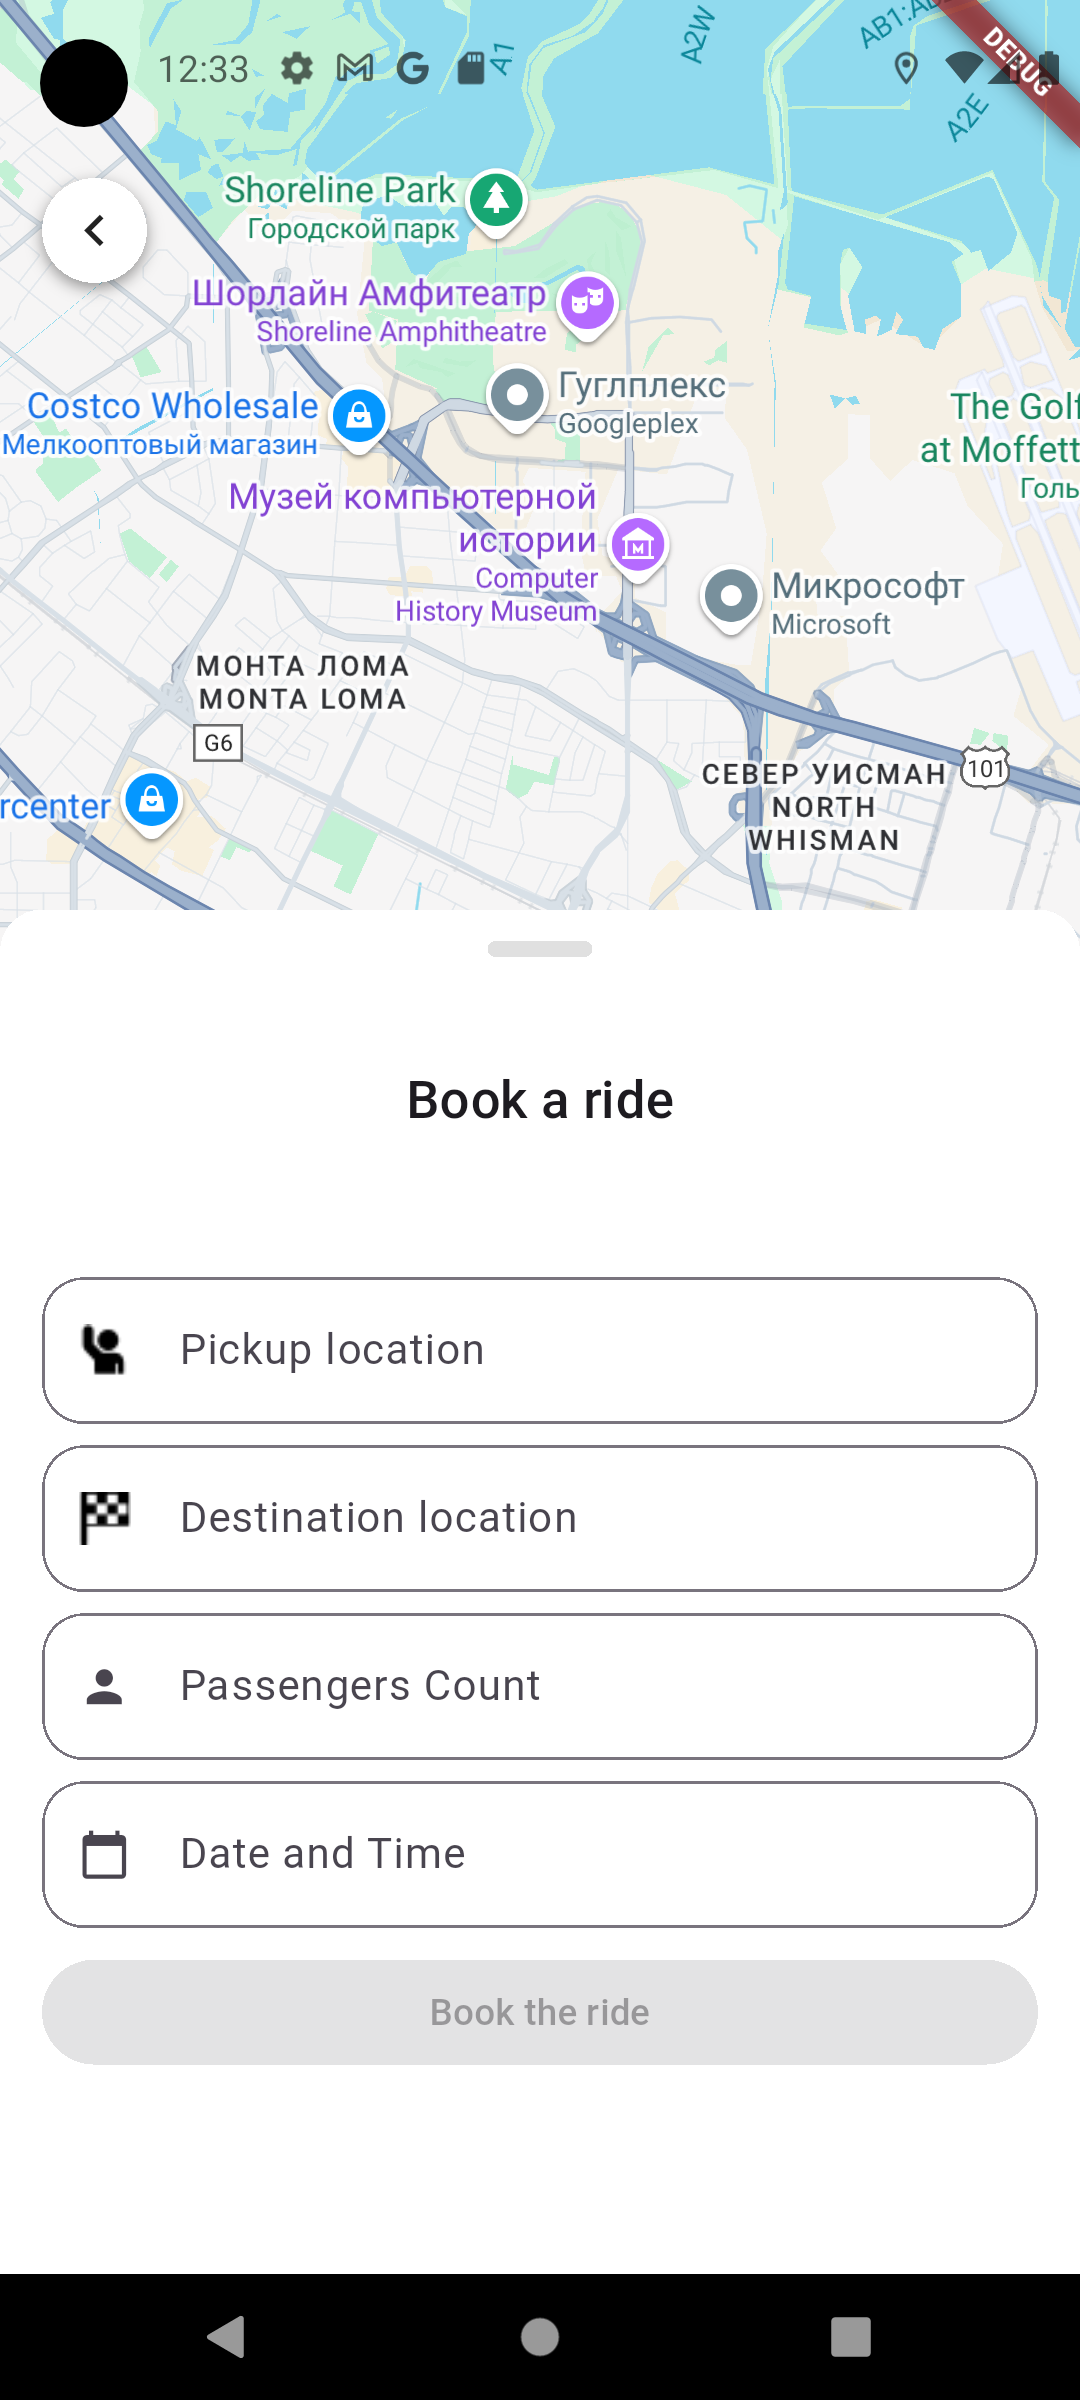 12:33
A1
A2W
DEBUG
A2E
Shoreline Park
Городской парк
Шорлайн Амфитеатр
Shoreline Amphitheatre
Гуглплекс
Googleplex
Costco Wholesale
Мелкооптовый магазин
The Golf
at Moffett
Музей компьютерной
истории
Computer
History Museum
Микрософт
Microsoft
МОНТА ЛОМА
MONTA LOMA
G6
СЕВЕР УИСМАН
NORTH
WHISMAN
101
rcenter
Book a ride
Pickup location
Destination location
Passengers Count
Date and Time
Book the ride